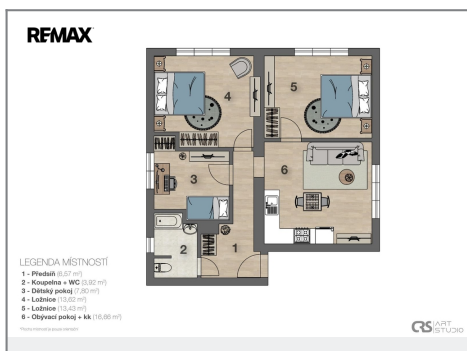 RE/MAX
4
5
3
6
2
1
LEGENDA MÍSTNOSTÍ
1 - Předsíň (6,57 m²)
2 - Koupelna + WC (3,92 m²)
3 - Dětský pokoj (7,80 m²)
4 - Ložnice (13,62 m²)
5 - Ložnice (13,43 m²)
6 - Obývací pokoj + kk (16,86 m²)
CRS ART
STUDIO